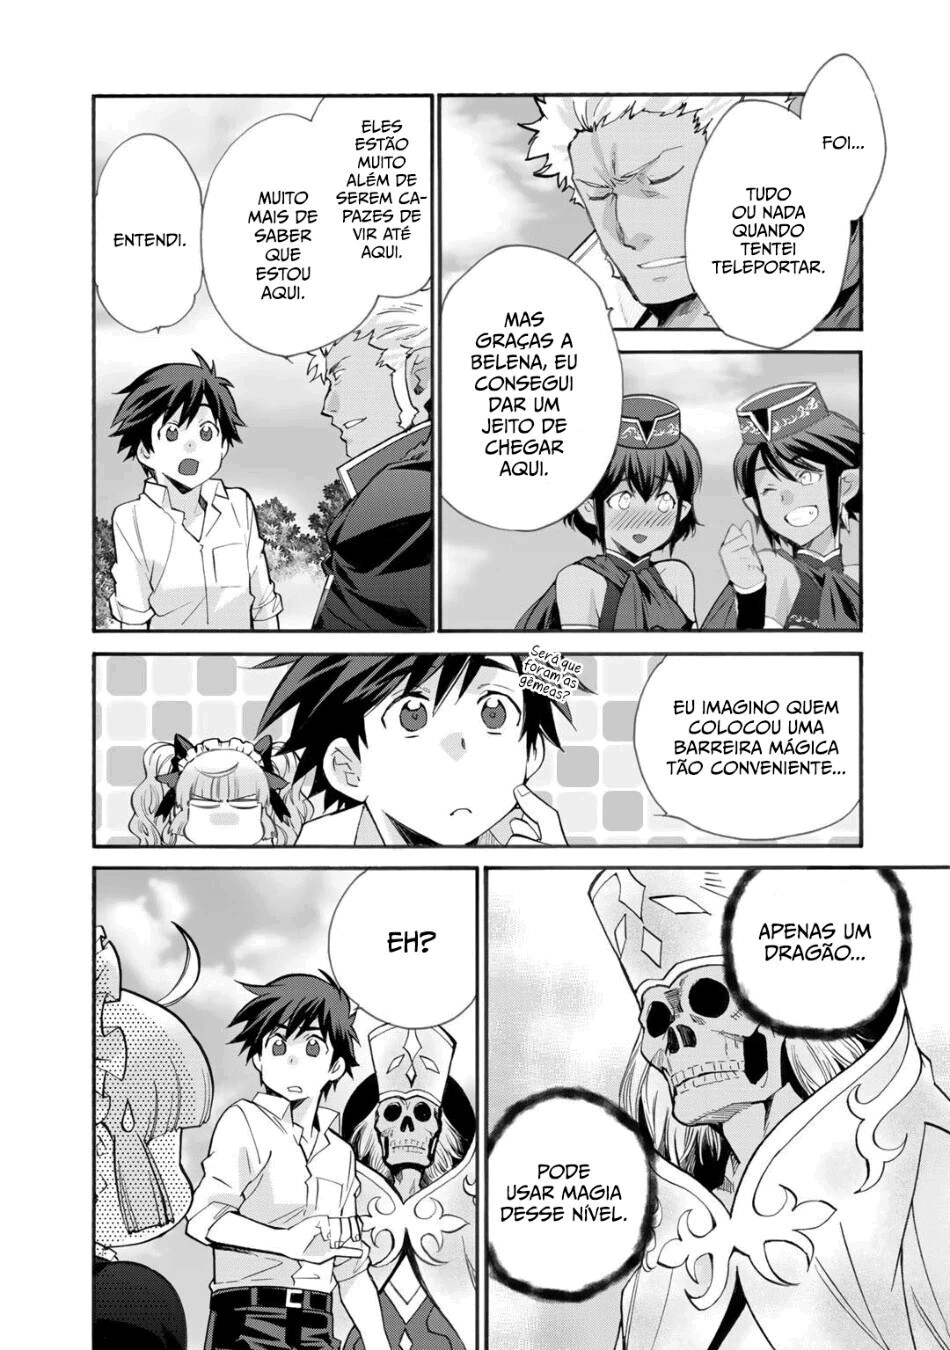 FOI...
TUDO
OU NADA
QUANDO
TENTEI
TELEPORTAR.
MAS
GRAÇAS A
BELENA, EU
CONSEGUI
DAR UM
JEITO DE
CHEGAR
AQUI.
ELES
ESTÃO
MUITO
ALÉM DE
SEREM CA-
PAZES DE
VIR ATÉ
AQUI.
MUITO
MAIS DE
SABER
QUE
ESTOU
AQUI.
ENTENDI.
EU IMAGINO QUEM
COLOCOU UMA
BARREIRA MÁGICA
TÃO CONVENIENTE...
Será que
foram as
gêmeas?
APENAS UM
DRAGÃO...
PODE
USAR MAGIA
DESSE NÍVEL.
EH?